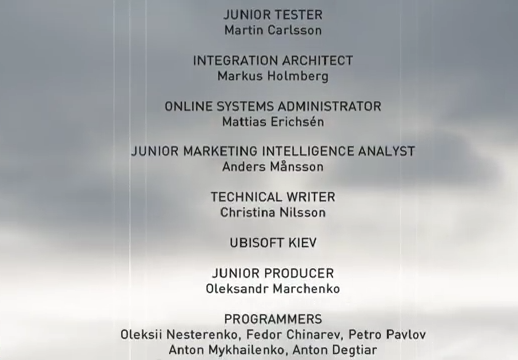 JUNIOR TESTER
Martin Carlsson
INTEGRATION ARCHITECT
Markus Holmberg
ONLINE SYSTEMS ADMINISTRATOR
Mattias Erichsén
JUNIOR MARKETING INTELLIGENCE ANALYST
Anders Månsson
TECHNICAL WRITER
Christina Nilsson
UBISOFT KIEV
JUNIOR PRODUCER
Oleksandr Marchenko
PROGRAMMERS
Oleksii Nesterenko, Fedor Chinarev, Petro Pavlov
Anton Mykhailenko, Anton Degtiar